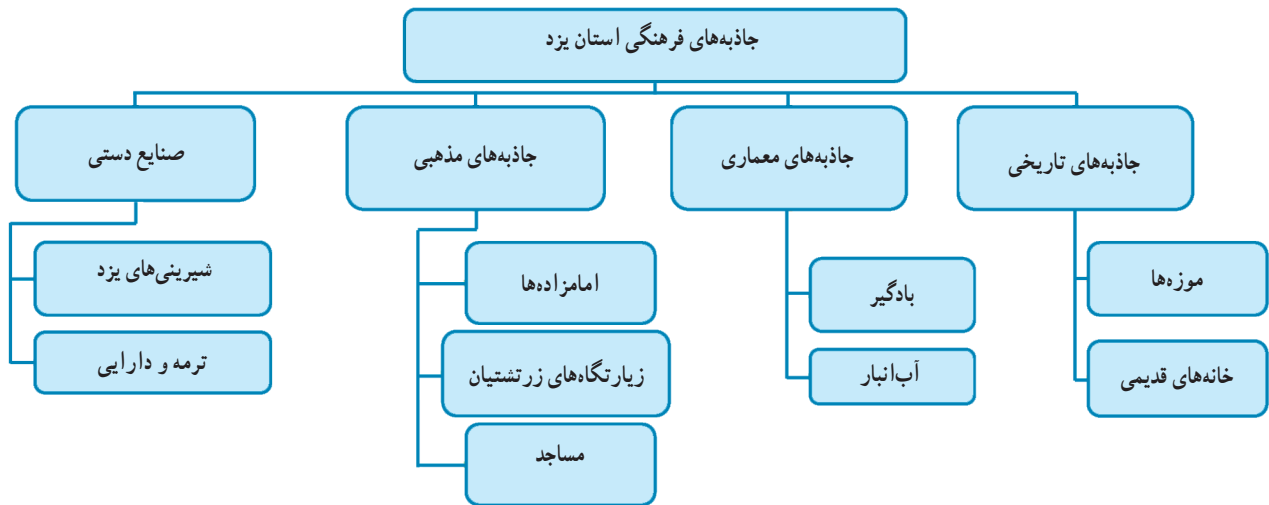 جاذبه‌های فرهنگی استان یزد
جاذبه‌های تاریخی
جاذبه‌های معماری
جاذبه‌های مذهبی
صنایع دستی
موزه‌ها
خانه‌های قدیمی
بادگیر
آب‌انبار
امامزاده‌ها
زیارتگاه‌های زرتشتیان
مساجد
شیرینی‌های یزد
ترمه و دارایی